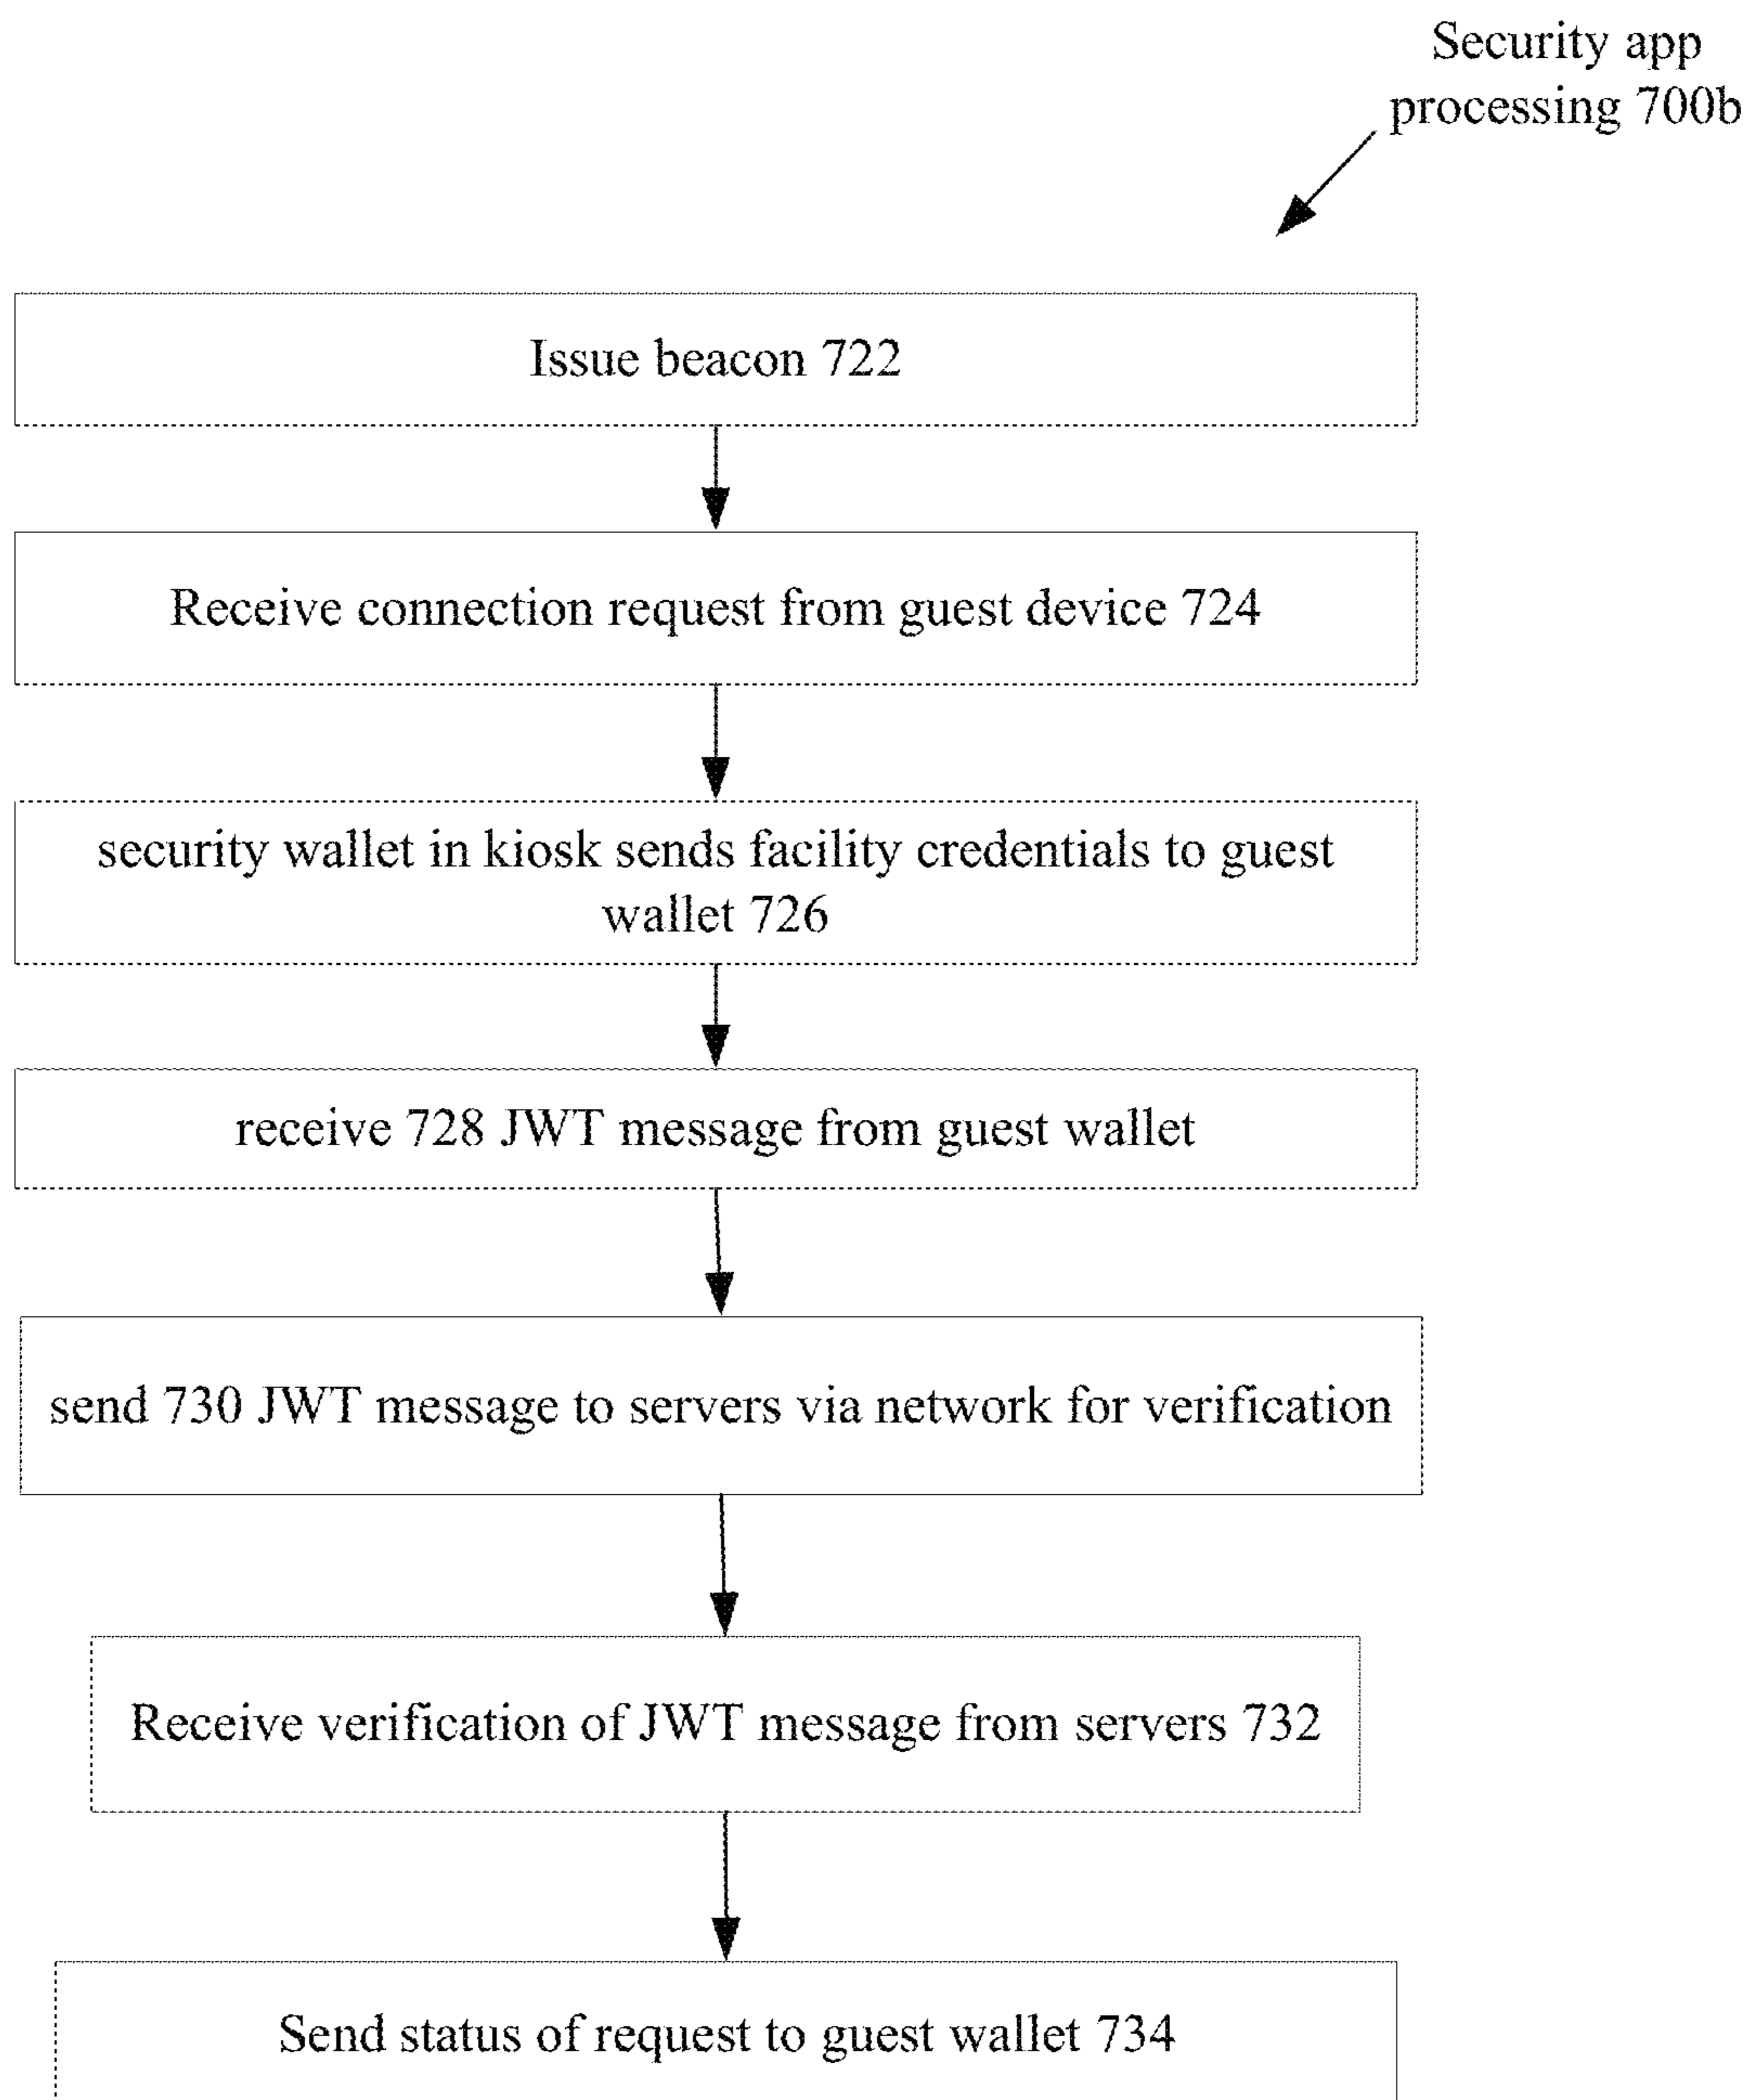 Security app
processing 700b
Issue beacon 722
Receive connection request from guest device 724
security wallet in kiosk sends facility credentials to guest
wallet 726
receive 728 JWT message from guest wallet
send 730 JWT message to servers via network for verification
Receive verification of JWT message from servers 732
Send status of request to guest wallet 734